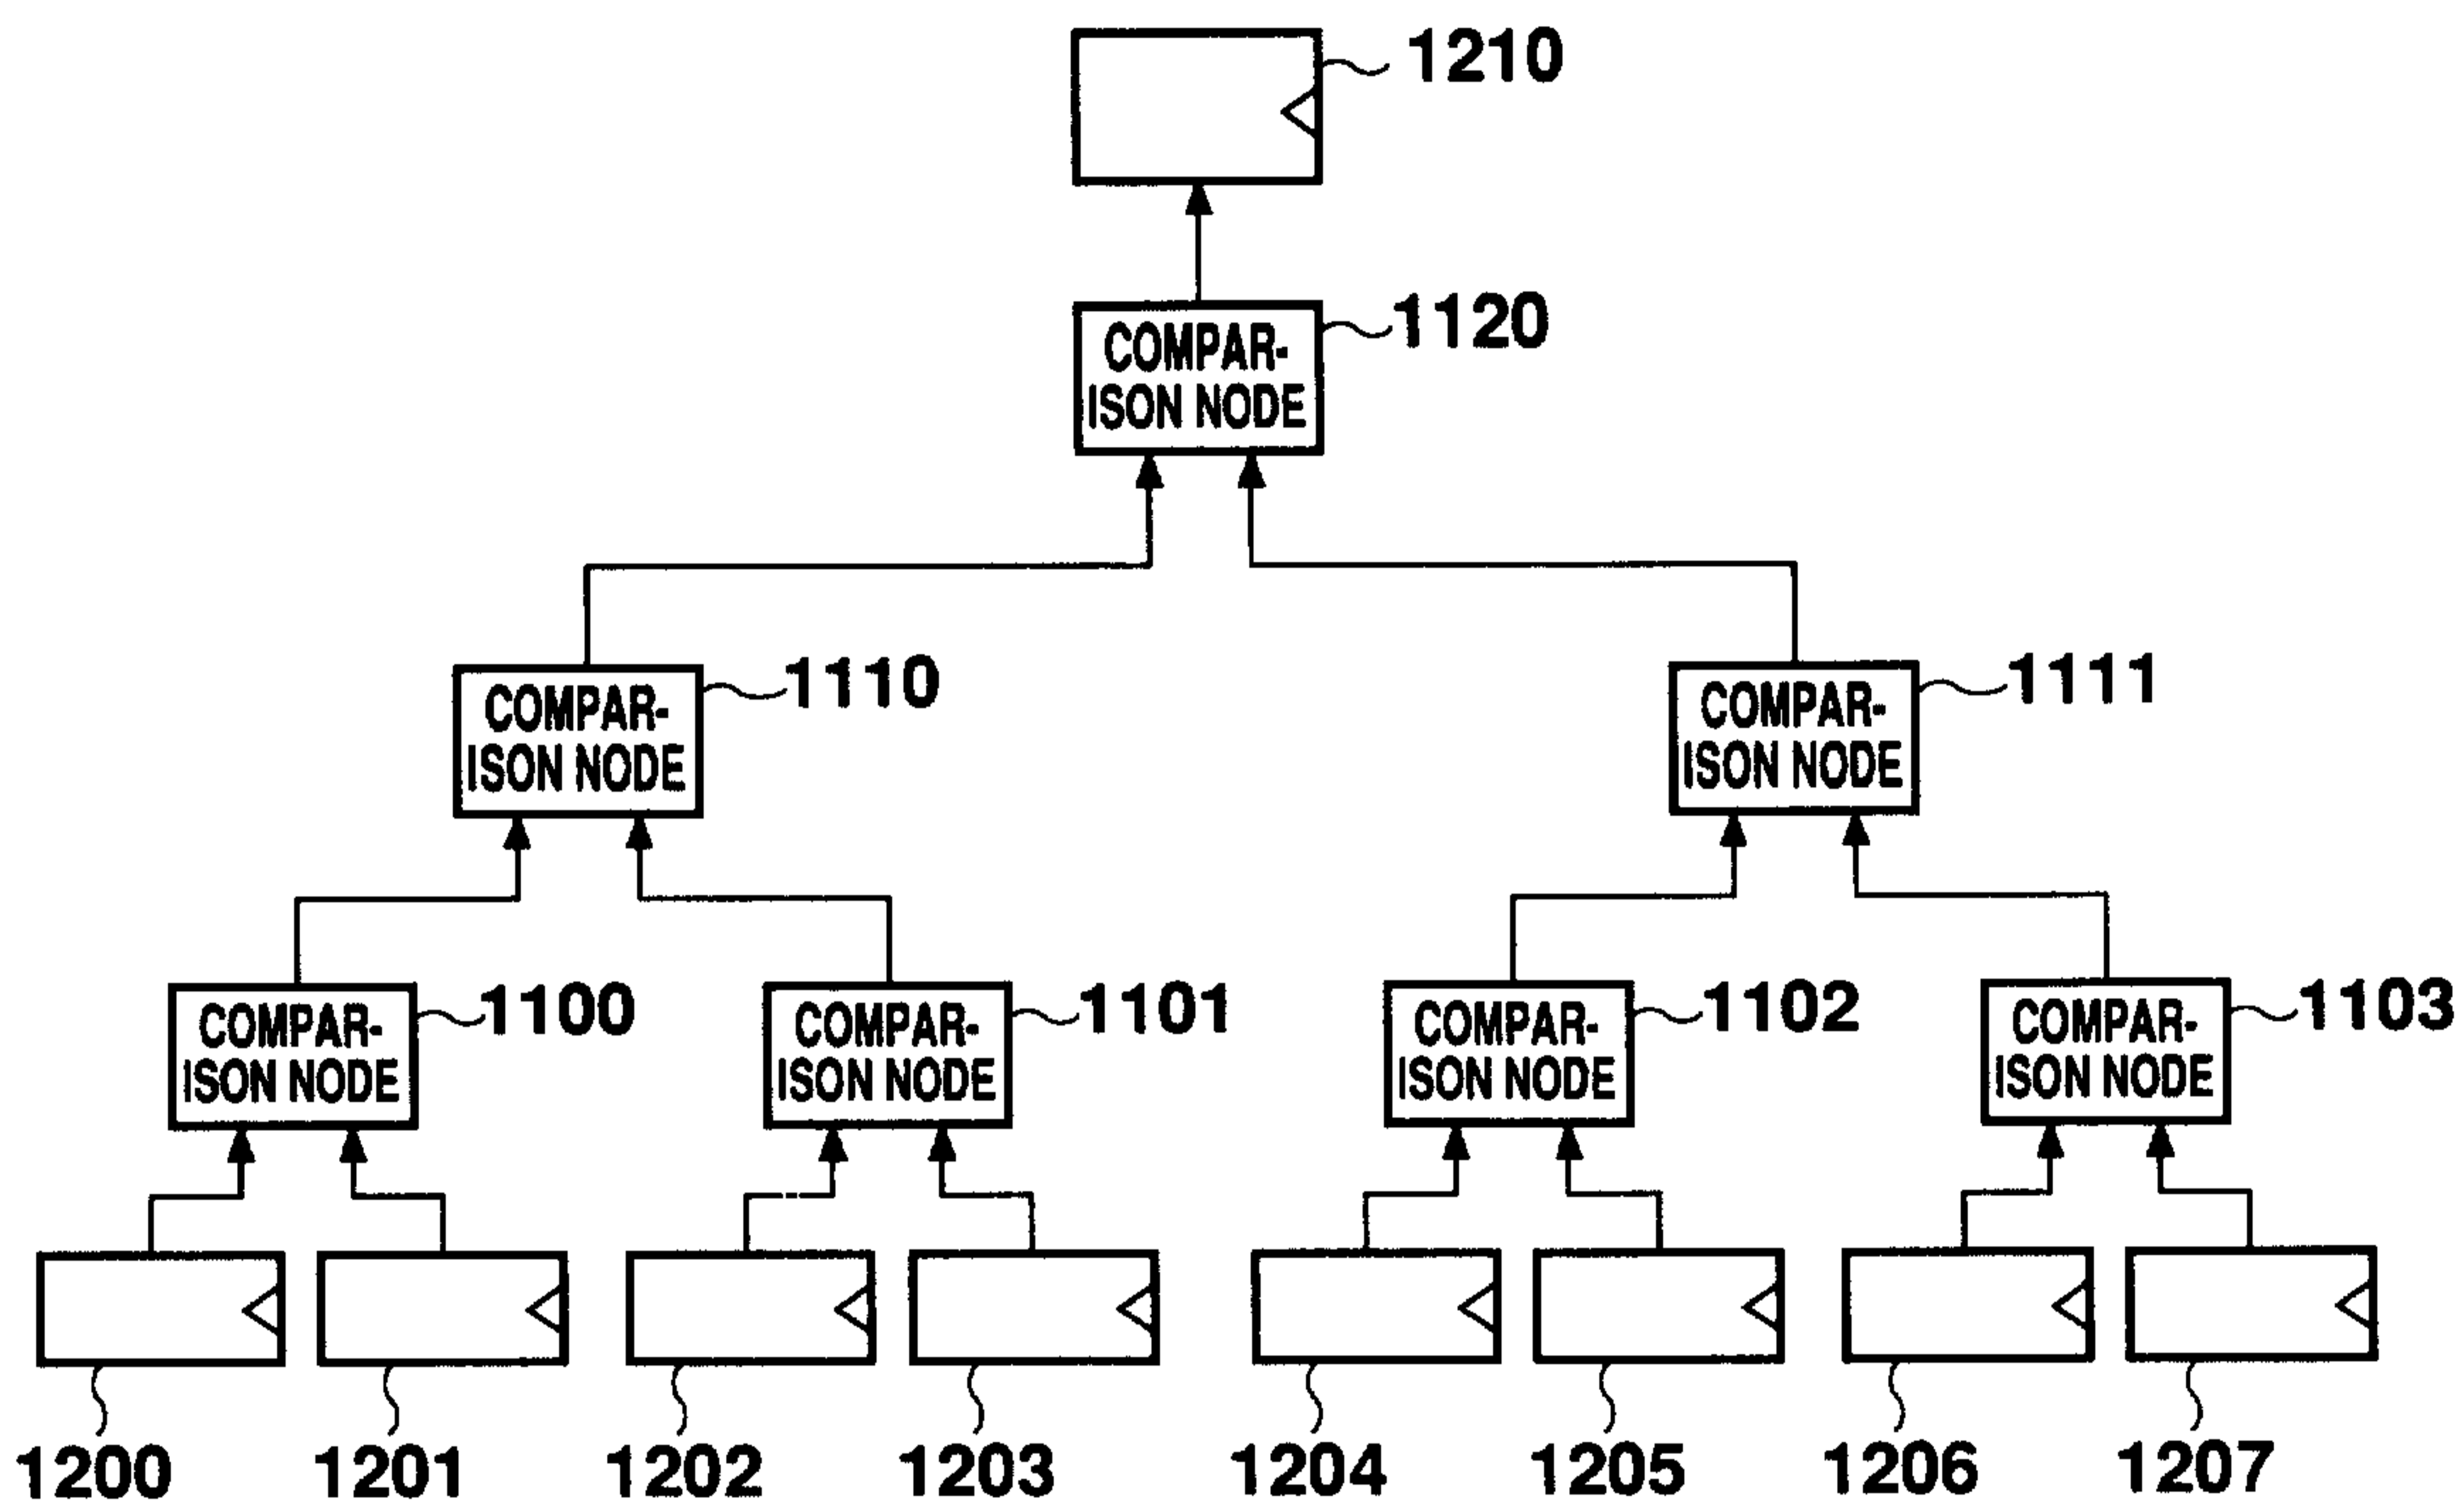 1210
COMPAR-
ISON NODE
1120
COMPAR-
ISON NODE
1110
COMPAR-
ISON NODE
1111
COMPAR-
ISON NODE
1100
COMPAR-
ISON NODE
1101
COMPAR-
ISON NODE
1102
COMPAR-
ISON NODE
1103
1200
1201
1202
1203
1204
1205
1206
1207